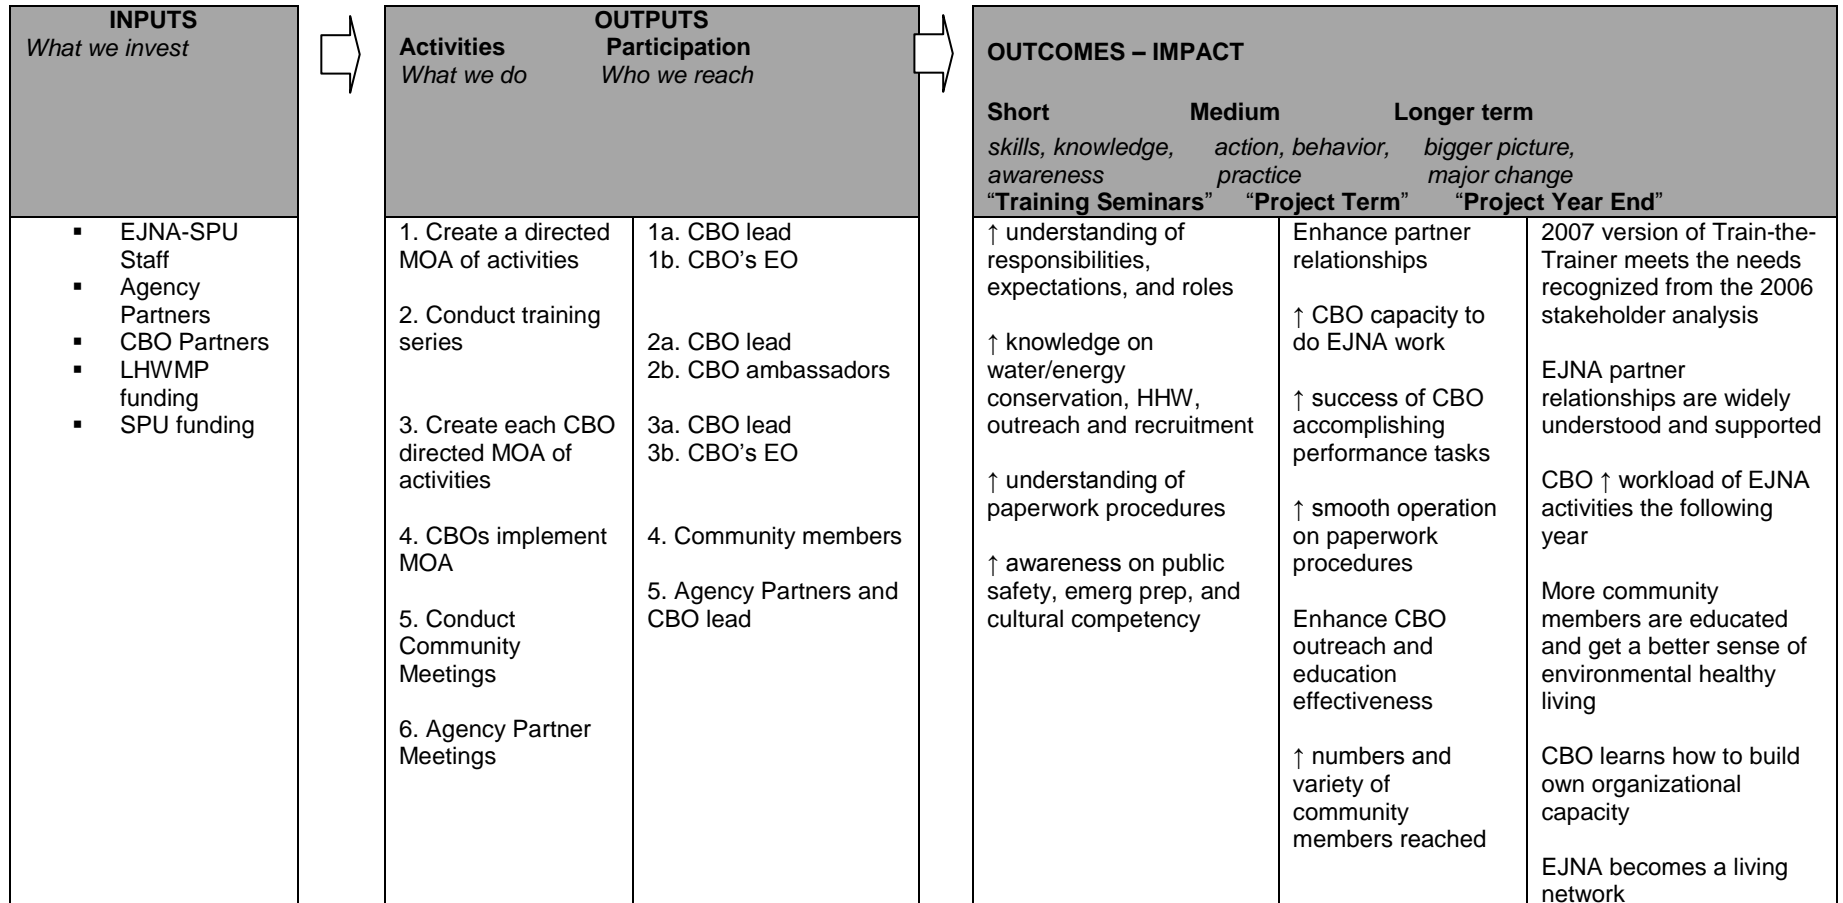 INPUTS
What we invest
▪ EJNA-SPU
Staff
▪ Agency
Partners
▪ CBO Partners
▪ LHWMP
funding
▪ SPU funding
OUTPUTS
Activities Participation
What we do Who we reach
1. Create a directed
MOA of activities
2. Conduct training
series
3. Create each CBO
directed MOA of
activities
4. CBOs implement
MOA
5. Conduct
Community
Meetings
6. Agency Partner
Meetings
1a. CBO lead
1b. CBO’s EO
2a. CBO lead
2b. CBO ambassadors
3a. CBO lead
3b. CBO’s EO
4. Community members
5. Agency Partners and
CBO lead
OUTCOMES – IMPACT
Short Medium Longer term
skills, knowledge, action, behavior, bigger picture,
awareness practice major change
“Training Seminars” “Project Term” “Project Year End”
↑ understanding of
responsibilities,
expectations, and roles
↑ knowledge on
water/energy
conservation, HHW,
outreach and recruitment
↑ understanding of
paperwork procedures
↑ awareness on public
safety, emerg prep, and
cultural competency
Enhance partner
relationships
↑ CBO capacity to
do EJNA work
↑ success of CBO
accomplishing
performance tasks
↑ smooth operation
on paperwork
procedures
Enhance CBO
outreach and
education
effectiveness
↑ numbers and
variety of
community
members reached
2007 version of Train-the-
Trainer meets the needs
recognized from the 2006
stakeholder analysis
EJNA partner
relationships are widely
understood and supported
CBO ↑ workload of EJNA
activities the following
year
More community
members are educated
and get a better sense of
environmental healthy
living
CBO learns how to build
own organizational
capacity
EJNA becomes a living
network